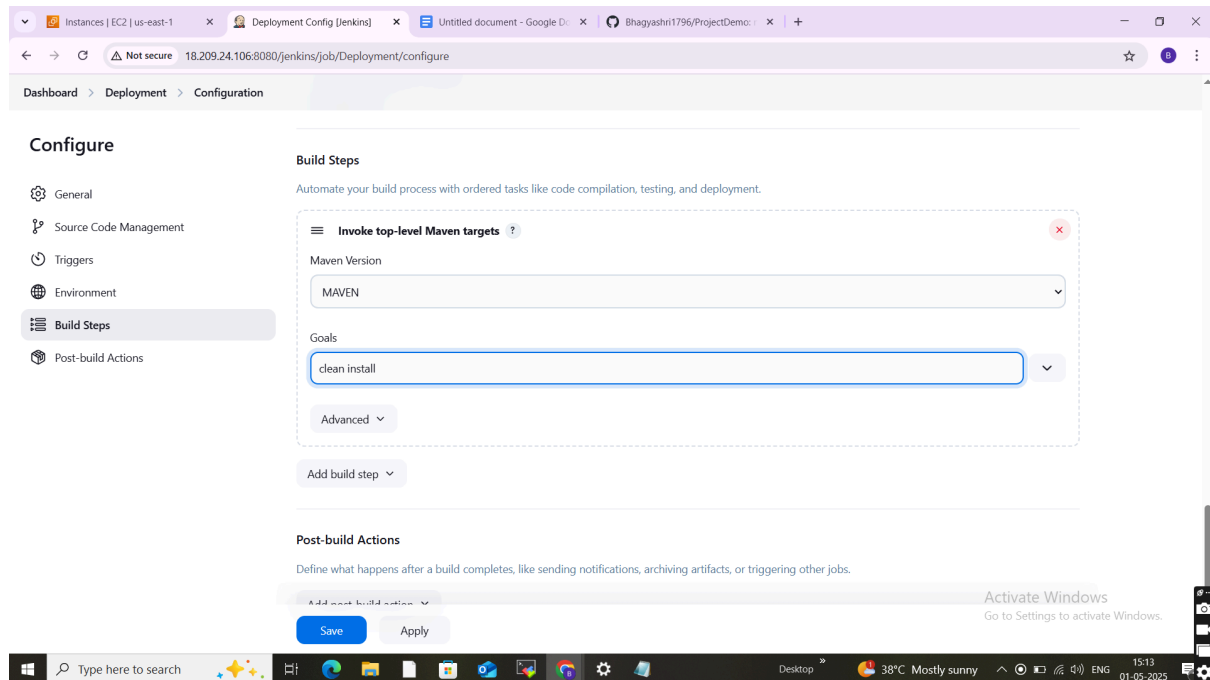 Instances | EC2 | us-east-1
Deployment Config [Jenkins]
Untitled document - Google Do
Bhagyashri1796/ProjectDemo:
Not secure 18.209.24.106:8080/jenkins/job/Deployment/configure
B
Dashboard > Deployment > Configuration
Configure
General
Source Code Management
Triggers
Environment
Build Steps
Post-build Actions
Build Steps
Automate your build process with ordered tasks like code compilation, testing, and deployment.
Invoke top-level Maven targets ?
Maven Version
MAVEN
Goals
clean install
Advanced
Add build step
Post-build Actions
Define what happens after a build completes, like sending notifications, archiving artifacts, or triggering other jobs.
Add post-build action
Save Apply
Activate Windows
Go to Settings to activate Windows.
Type here to search
Desktop
38°C Mostly sunny
ENG
15:13
01-05-2025